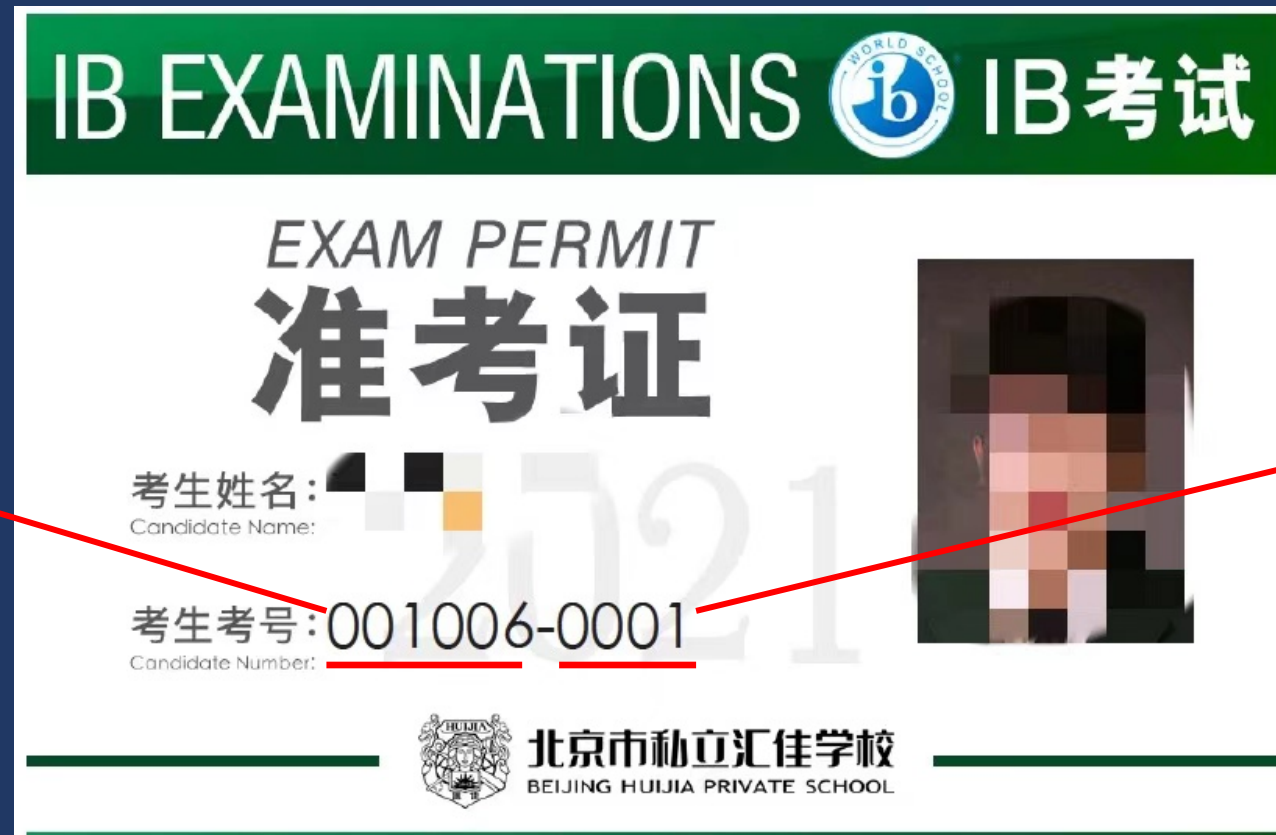 IB EXAMINATIONS WORLD SCHOOL ib IB考试
EXAM PERMIT
准考证
2021
考生姓名:
Candidate Name:
考生考号:001006-0001
Candidate Number:
HUIJIA
北京市私立汇佳学校
BEIJING HUIJIA PRIVATE SCHOOL